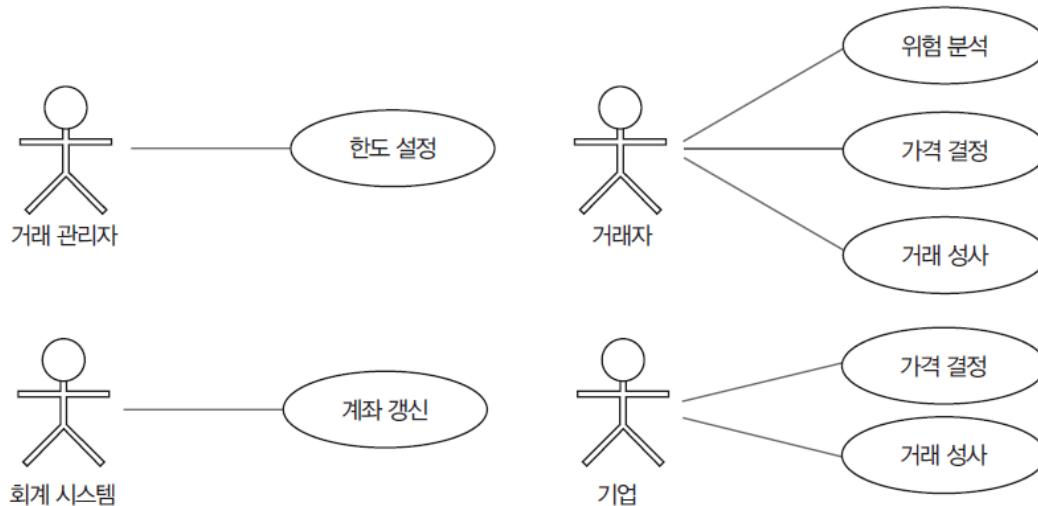 위험 분석
한도 설정
가격 결정
거래 관리자
거래자
거래 성사
가격 결정
계좌 갱신
거래 성사
회계 시스템
기업